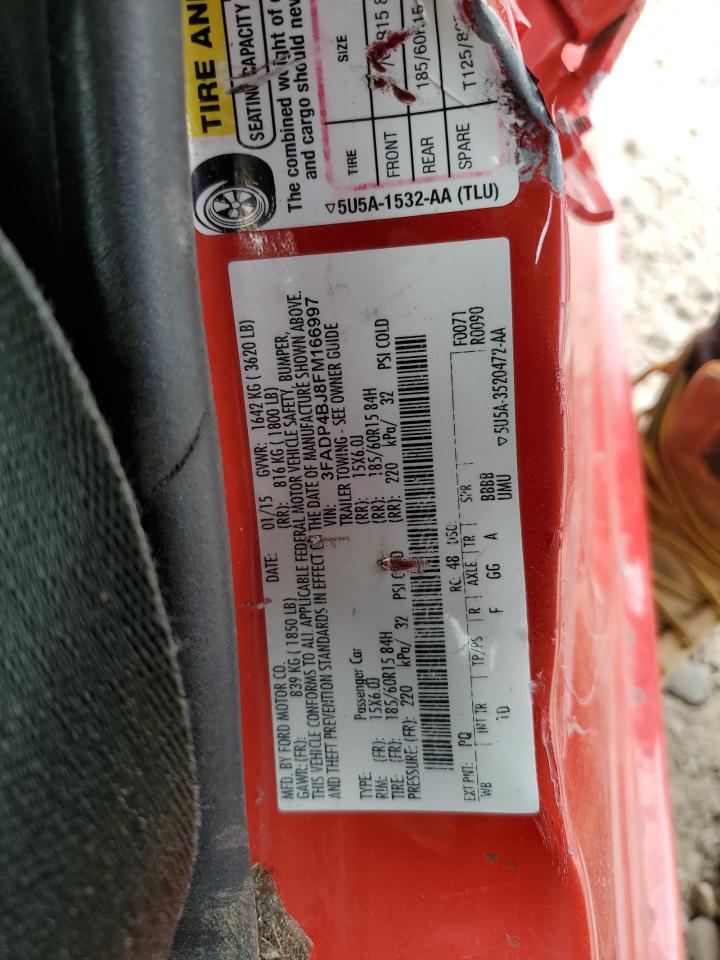 TIRE AN
SEATING CAPACITY
The combined weight of
and cargo should nev
TIRE SIZE
FRONT
REAR 185/60R15
SPARE T125/8
▽5U5A-1532-AA (TLU)
MFD. BY FORD MOTOR CO. DATE: 01/15 GVWR: 1642 KG ( 3620 LB)
GAWR: (FR): 839 KG ( 1850 LB) (RR): 816 KG ( 1800 LB)
THIS VEHICLE CONFORMS TO ALL APPLICABLE FEDERAL MOTOR VEHICLE SAFETY, BUMPER,
AND THEFT PREVENTION STANDARDS IN EFFECT ON THE DATE OF MANUFACTURE SHOWN ABOVE.
VIN: 3FADP4BJ8FM166997
TYPE: Passenger Car TRAILER TOWING - SEE OWNER GUIDE
RIM: (FR): 15X6.0J (RR): 15X6.0J
TIRE: (FR): 185/60R15 84H (RR): 185/60R15 84H
PRESSURE: (FR): 220 kPa/ 32 PSI COLD (RR): 220 kPa/ 32 PSI COLD
EXT PNT: PQ RC: 48 DSO: F0071
WB INT TR TP/PS R AXLE TR SPR R0090
1D F GG A BBBB
UMU ▽5U5A-3520472-AA